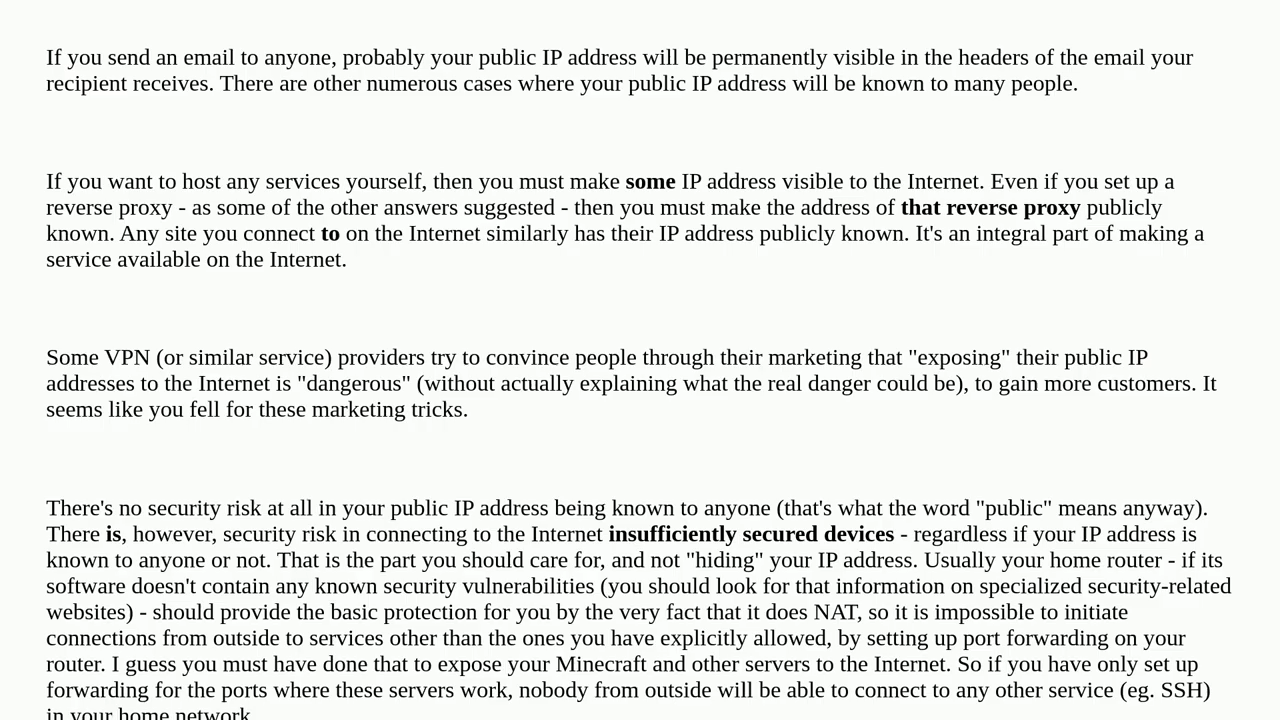 If you send an email to anyone, probably your public IP address will be permanently visible in the headers of the email your
recipient receives. There are other numerous cases where your public IP address will be known to many people.
If you want to host any services yourself, then you must make some IP address visible to the Internet. Even if you set up a
reverse proxy - as some of the other answers suggested - then you must make the address of that reverse proxy publicly
known. Any site you connect to on the Internet similarly has their IP address publicly known. It's an integral part of making a
service available on the Internet.
Some VPN (or similar service) providers try to convince people through their marketing that "exposing" their public IP
addresses to the Internet is "dangerous" (without actually explaining what the real danger could be), to gain more customers. It
seems like you fell for these marketing tricks.
There's no security risk at all in your public IP address being known to anyone (that's what the word "public" means anyway).
There is, however, security risk in connecting to the Internet insufficiently secured devices - regardless if your IP address is
known to anyone or not. That is the part you should care for, and not "hiding" your IP address. Usually your home router - if its
software doesn't contain any known security vulnerabilities (you should look for that information on specialized security-related
websites) - should provide the basic protection for you by the very fact that it does NAT, so it is impossible to initiate
connections from outside to services other than the ones you have explicitly allowed, by setting up port forwarding on your
router. I guess you must have done that to expose your Minecraft and other servers to the Internet. So if you have only set up
forwarding for the ports where these servers work, nobody from outside will be able to connect to any other service (eg. SSH)
in your home network.